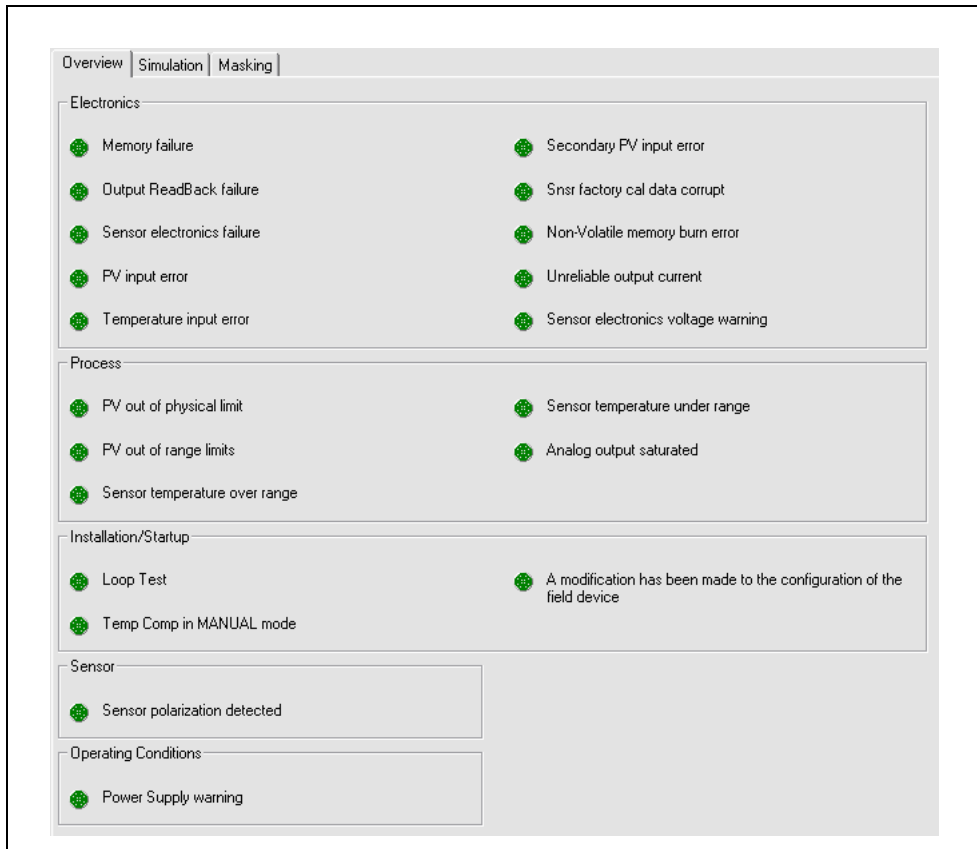 Overview Simulation Masking
Electronics
Memory failure
Output ReadBack failure
Sensor electronics failure
PV input error
Temperature input error
Secondary PV input error
Snsr factory cal data corrupt
Non-Volatile memory burn error
Unreliable output current
Sensor electronics voltage warning
Process
PV out of physical limit
PV out of range limits
Sensor temperature over range
Sensor temperature under range
Analog output saturated
Installation/Startup
Loop Test
Temp Comp in MANUAL mode
A modification has been made to the configuration of the
field device
Sensor
Sensor polarization detected
Operating Conditions
Power Supply warning